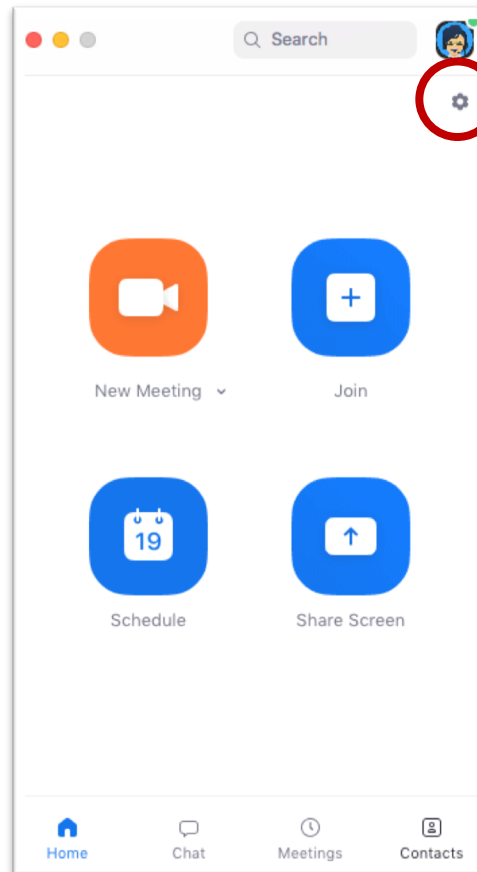 Search
New Meeting Join
19
Schedule Share Screen
Home Chat Meetings Contacts